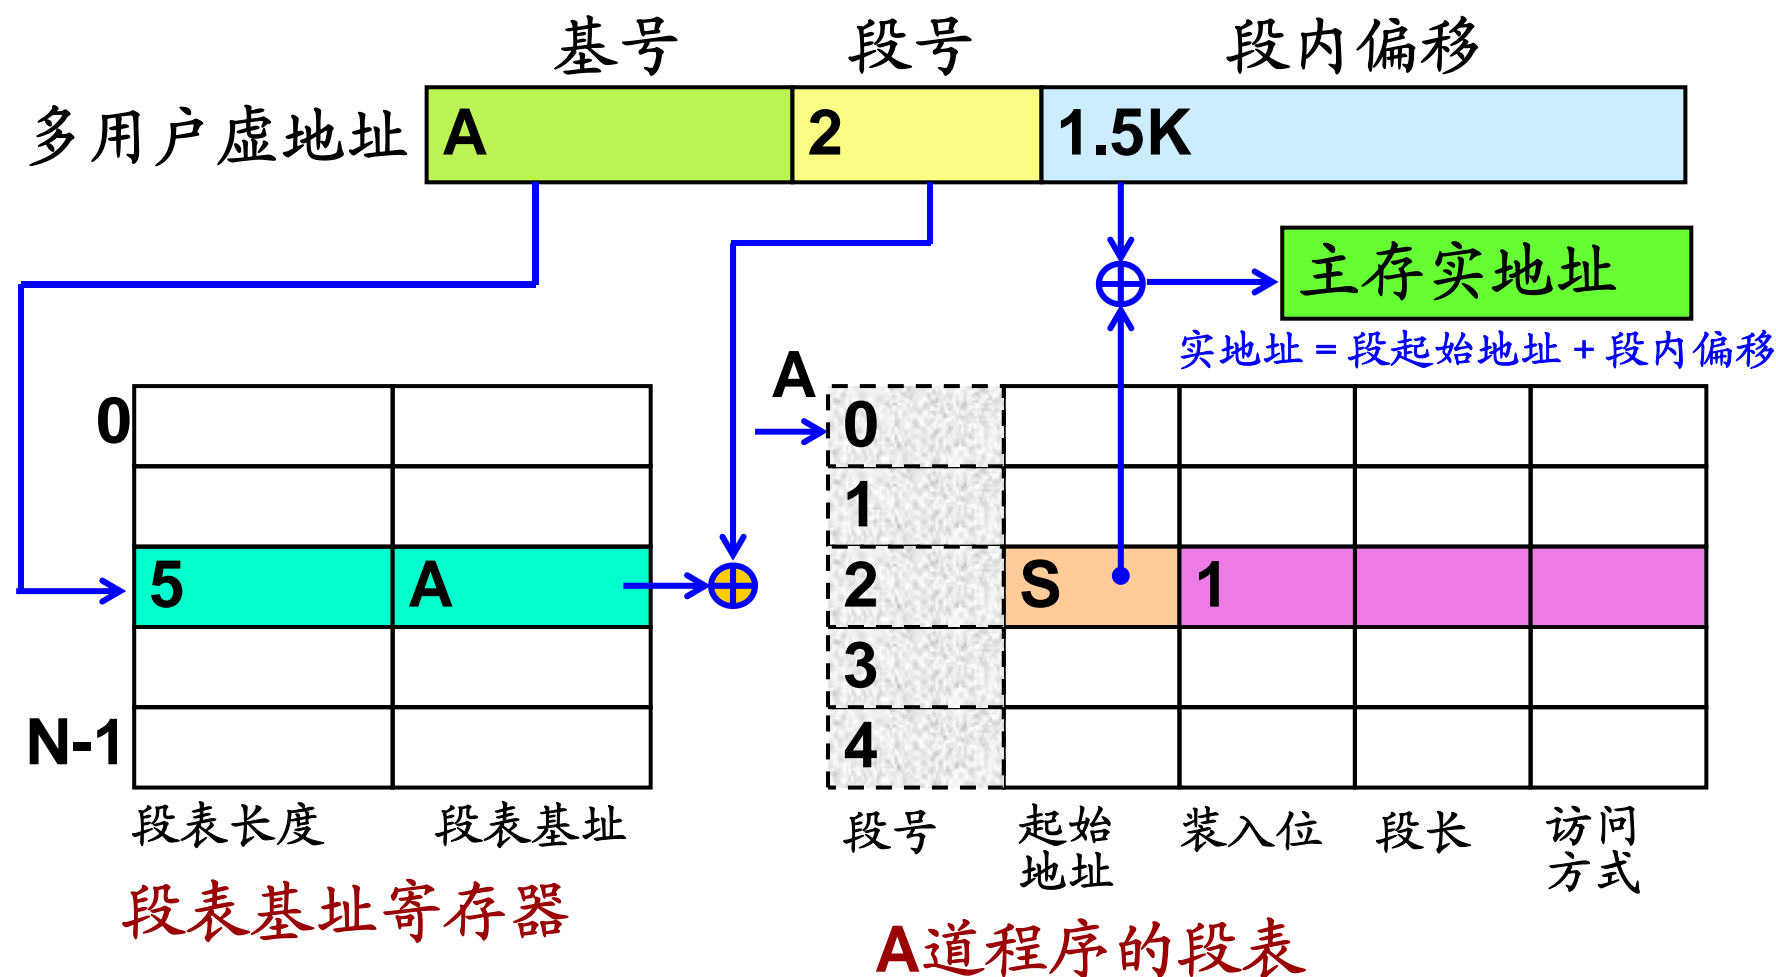 基号 段号 段内偏移
多用户虚地址 A 2 1.5K
主存实地址
实地址 = 段起始地址 + 段内偏移
A
0
0
1
5 A
2 S 1
3
N-1
4
段表长度 段表基址
段号 起始地址 装入位 段长 访问方式
段表基址寄存器
A道程序的段表